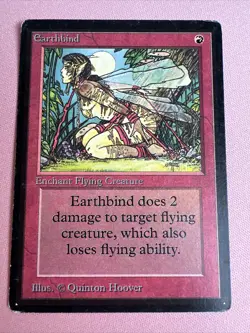 Earthbind
Enchant Flying Creature
Earthbind does 2
damage to target flying
creature, which also
loses flying ability.
Illus. © Quinton Hoover